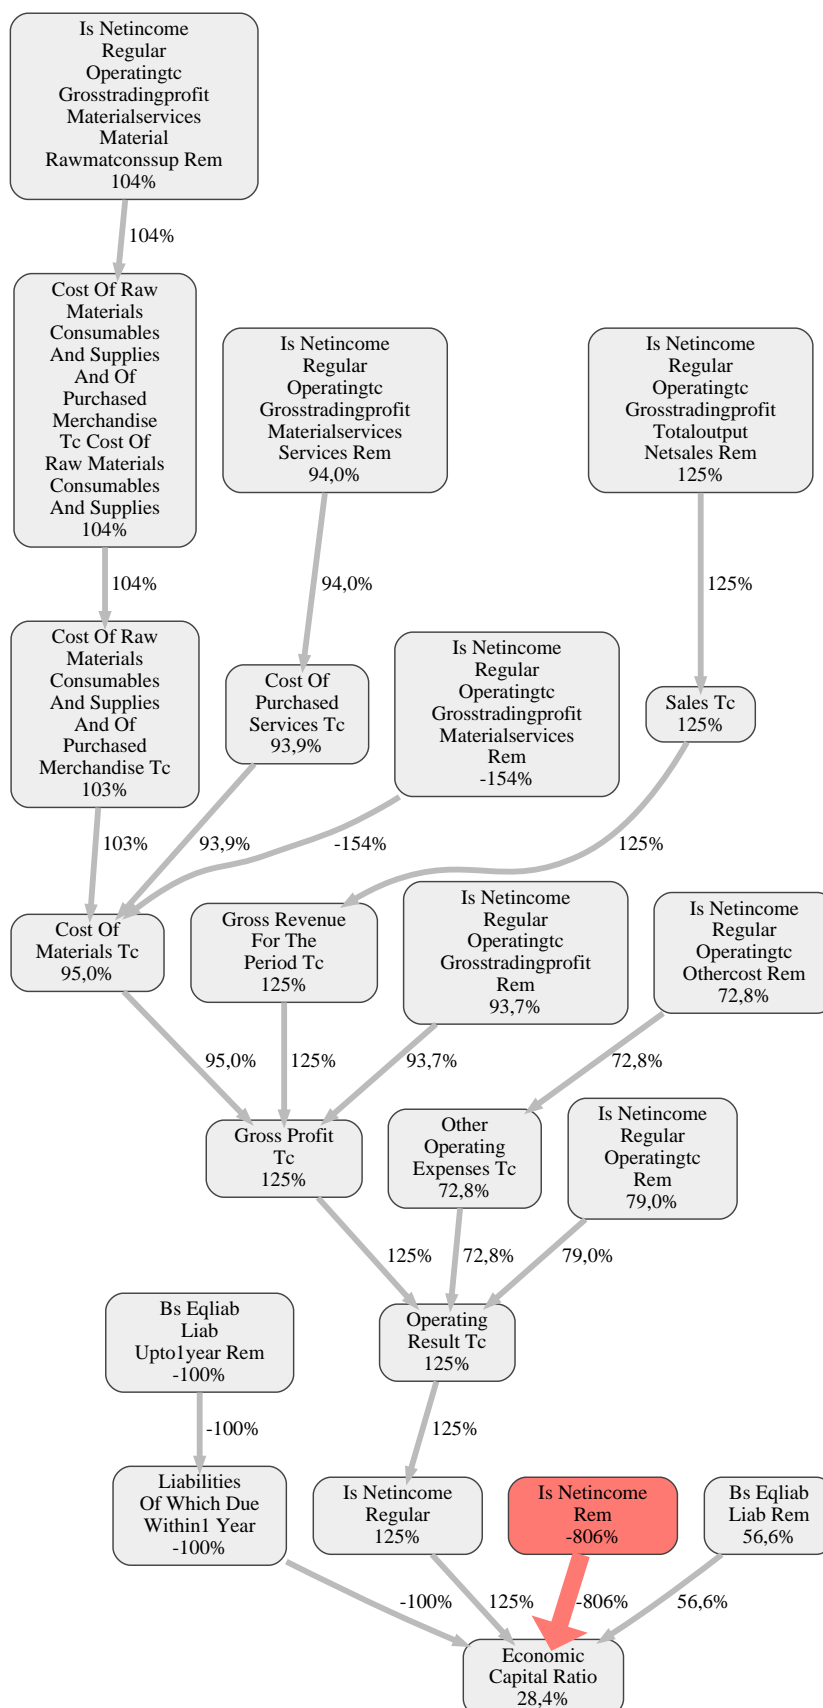 Is Netincome
Regular
Operatingtc
Grosstradingprofit
Materialservices
Material
Rawmatconssup Rem
104%
104%
Cost Of Raw
Materials
Consumables
And Supplies
And Of
Purchased
Merchandise
Tc Cost Of
Raw Materials
Consumables
And Supplies
104%
Is Netincome
Regular
Operatingtc
Grosstradingprofit
Materialservices
Services Rem
94,0%
Is Netincome
Regular
Operatingtc
Grosstradingprofit
Totaloutput
Netsales Rem
125%
104%
94,0%
125%
Cost Of Raw
Materials
Consumables
And Supplies
And Of
Purchased
Merchandise Tc
103%
Cost Of
Purchased
Services Tc
93,9%
Is Netincome
Regular
Operatingtc
Grosstradingprofit
Materialservices
Rem
-154%
Sales Tc
125%
103%
93,9%
-154%
125%
Cost Of
Materials Tc
95,0%
Gross Revenue
For The
Period Tc
125%
Is Netincome
Regular
Operatingtc
Grosstradingprofit
Rem
93,7%
Is Netincome
Regular
Operatingtc
Othercost Rem
72,8%
95,0%
125%
93,7%
72,8%
Gross Profit
Tc
125%
Other
Operating
Expenses Tc
72,8%
Is Netincome
Regular
Operatingtc
Rem
79,0%
125%
72,8%
79,0%
Bs Eqliab
Liab
Upto1year Rem
-100%
Operating
Result Tc
125%
-100%
125%
Liabilities
Of Which Due
Within1 Year
-100%
Is Netincome
Regular
125%
Is Netincome
Rem
-806%
Bs Eqliab
Liab Rem
56,6%
-100%
125%
-806%
56,6%
Economic
Capital Ratio
28,4%